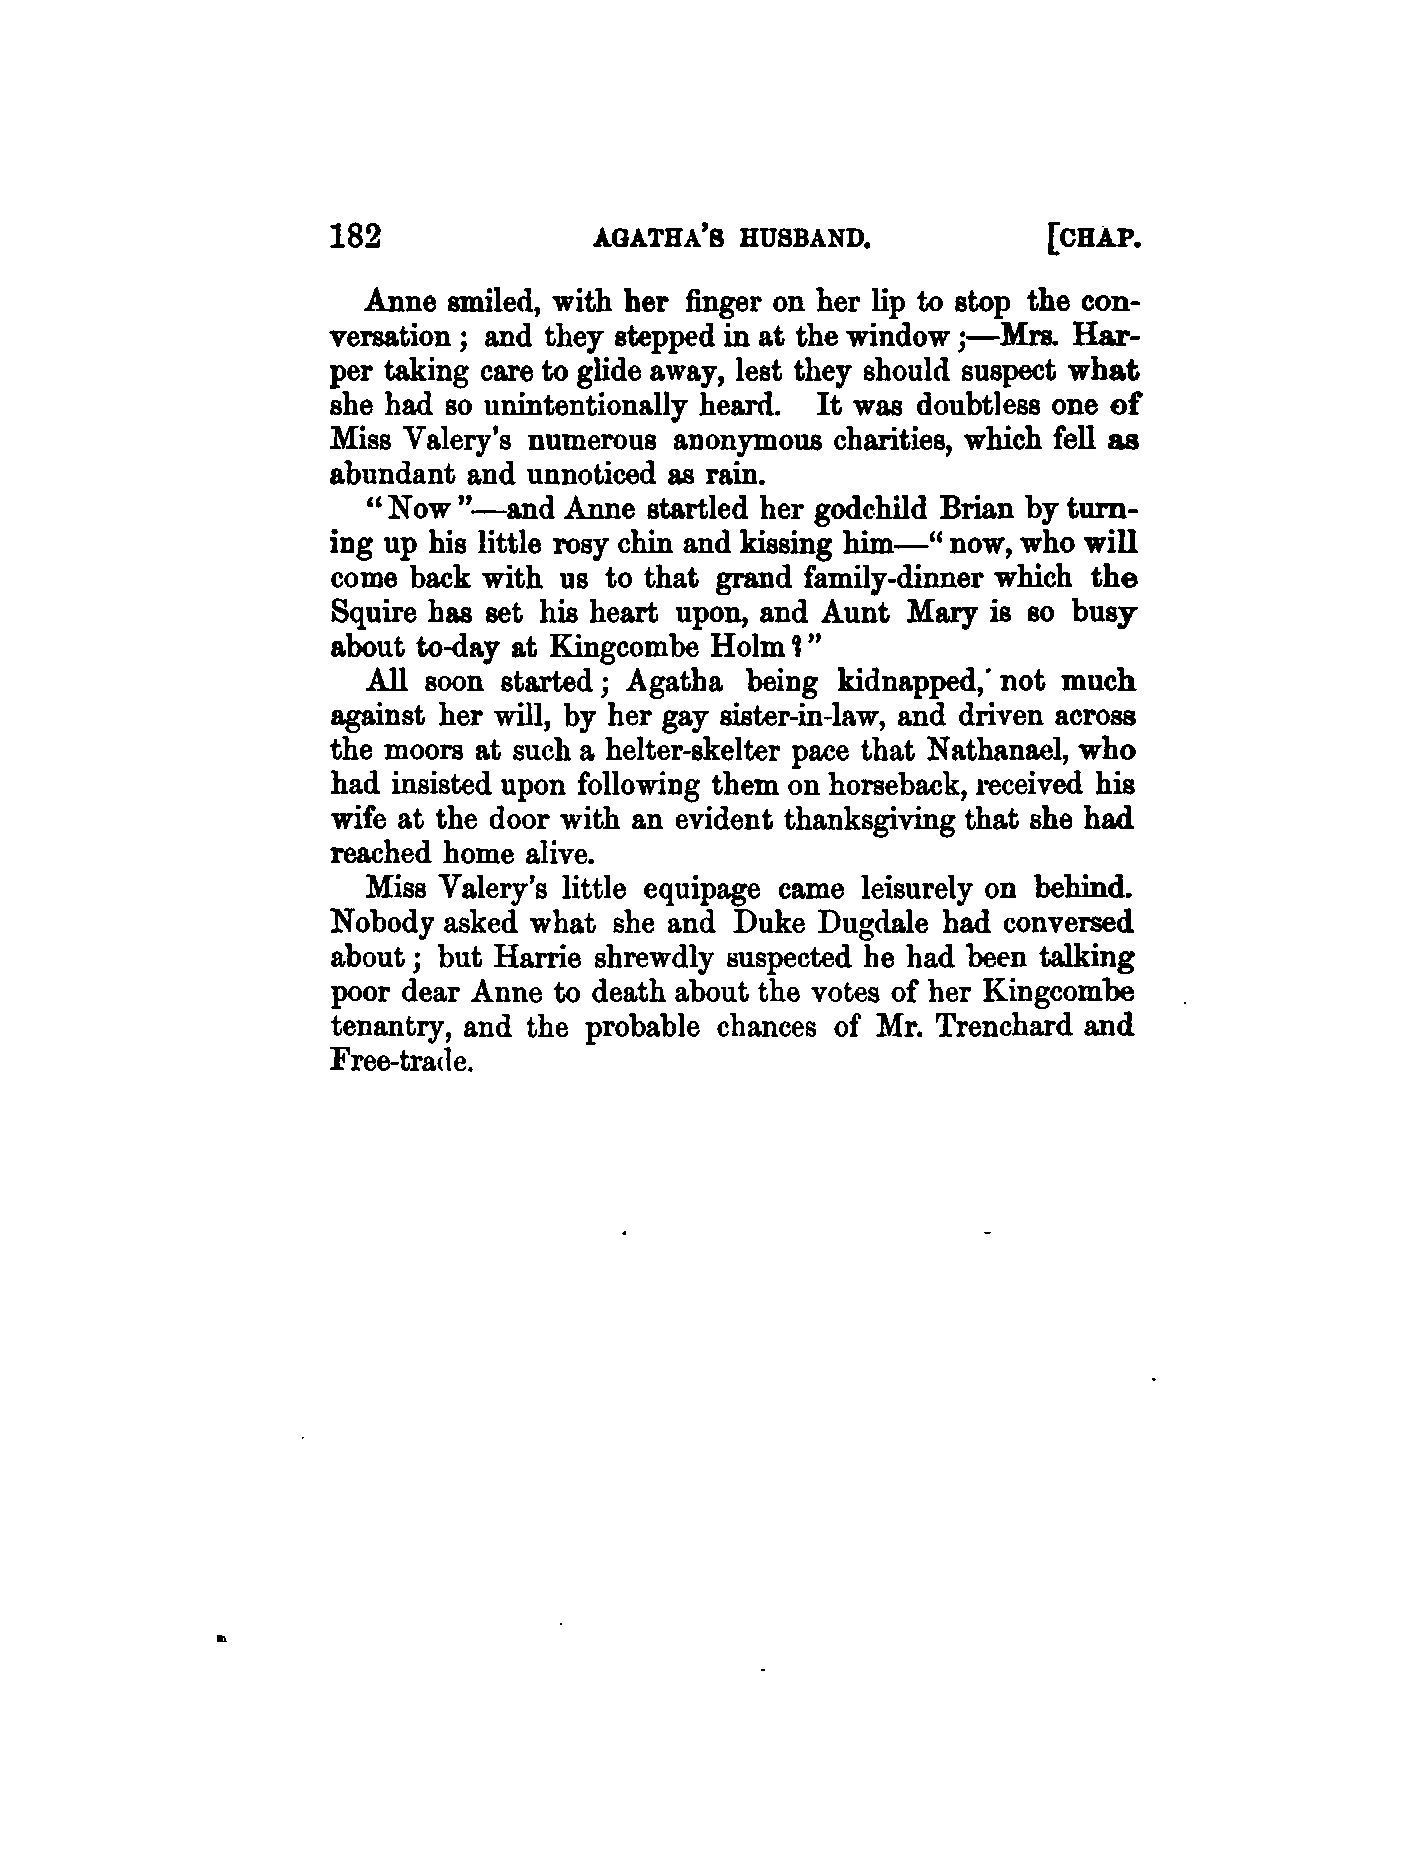 182 AGATHA'S HUSBAND. [CHAP.
Anne smiled, with her finger on her lip to stop the con-
versation ; and they stepped in at the window ;—Mrs. Har-
per taking care to glide away, lest they should suspect what
she had so unintentionally heard. It was doubtless one of
Miss Valery's numerous anonymous charities, which fell as
abundant and unnoticed as rain.
"Now"—and Anne startled her godchild Brian by turn-
ing up his little rosy chin and kissing him—"now, who will
come back with us to that grand family-dinner which the
Squire has set his heart upon, and Aunt Mary is so busy
about to-day at Kingcombe Holm?"
All soon started ; Agatha being kidnapped, not much
against her will, by her gay sister-in-law, and driven across
the moors at such a helter-skelter pace that Nathanael, who
had insisted upon following them on horseback, received his
wife at the door with an evident thanksgiving that she had
reached home alive.
Miss Valery's little equipage came leisurely on behind.
Nobody asked what she and Duke Dugdale had conversed
about ; but Harrie shrewdly suspected he had been talking
poor dear Anne to death about the votes of her Kingcombe
tenantry, and the probable chances of Mr. Trenchard and
Free-trade.